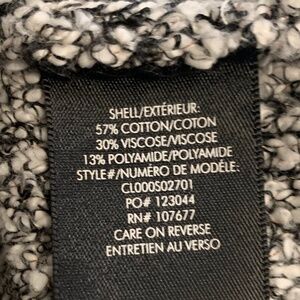 SHELL/EXTÉRIEUR:
57% COTTON/COTON
30% VISCOSE/VISCOSE
13% POLYAMIDE/POLYAMIDE
STYLE#/NUMÉRO DE MODÈLE:
CL000S02701
PO# 123044
RN# 107677
CARE ON REVERSE
ENTRETIEN AU VERSO